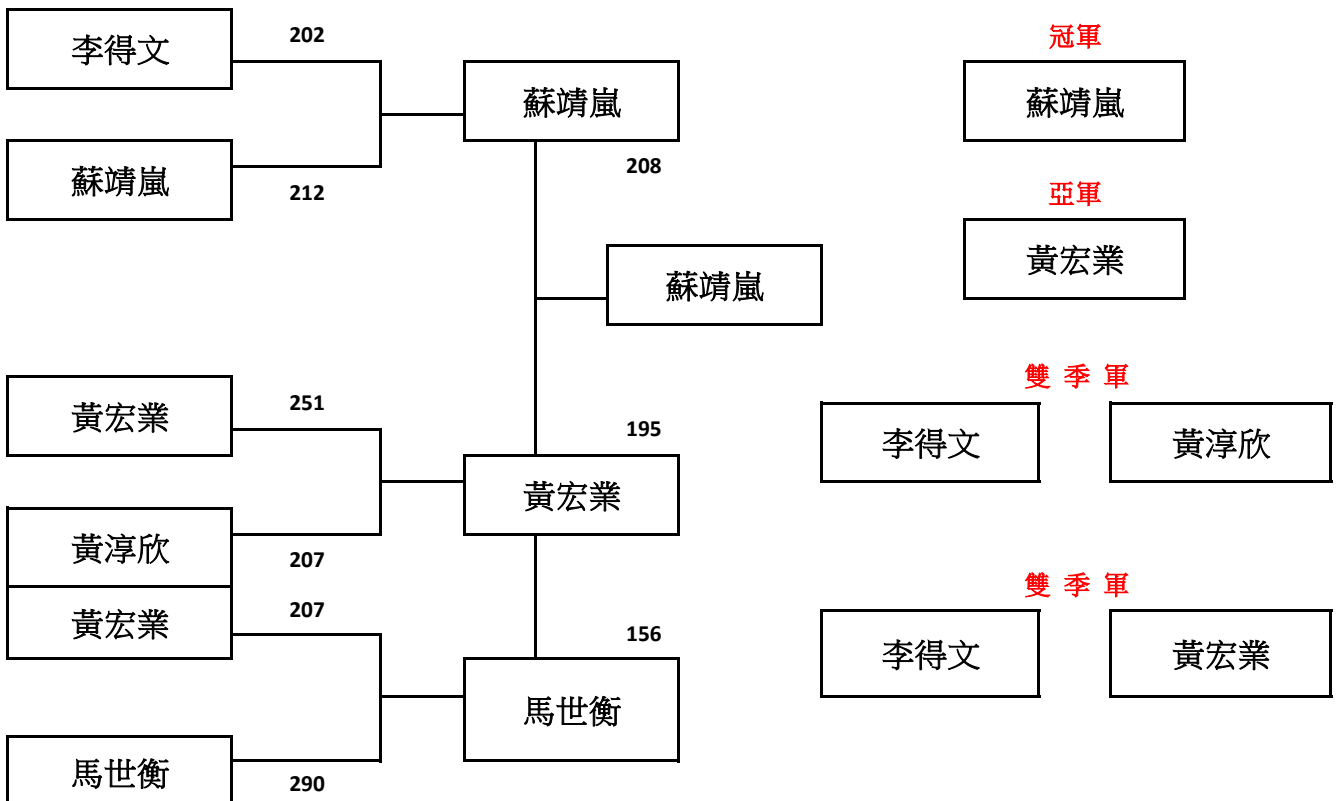 202
冠軍
李得文
蘇靖嵐
蘇靖嵐
208
蘇靖嵐
212
亞軍
黃宏業
蘇靖嵐
雙 季 軍
251
黃宏業
195
李得文
黃淳欣
黃宏業
黃淳欣
207
雙 季 軍
207
黃宏業
156
李得文
黃宏業
馬世衡
馬世衡
290